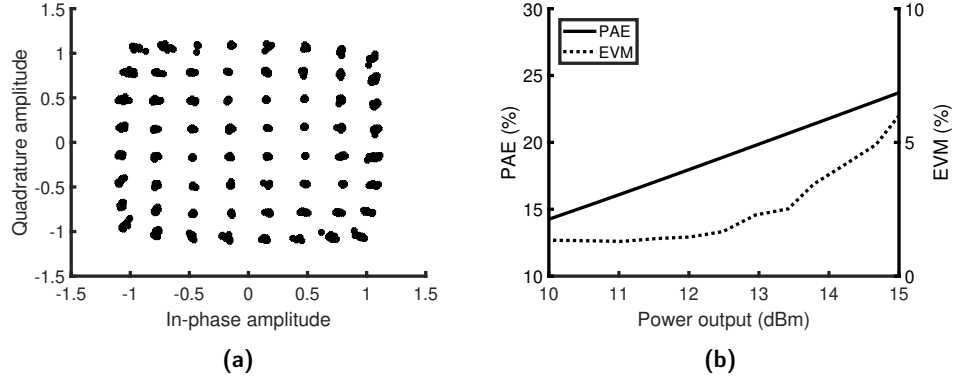 1.5
1
0.5
0
-0.5
-1
-1.5
Quadrature amplitude
-1.5 -1 -0.5 0 0.5 1 1.5
In-phase amplitude
(a)
30
25
20
15
10
PAE (%)
PAE
EVM
10
5
0
EVM (%)
10 11 12 13 14 15
Power output (dBm)
(b)